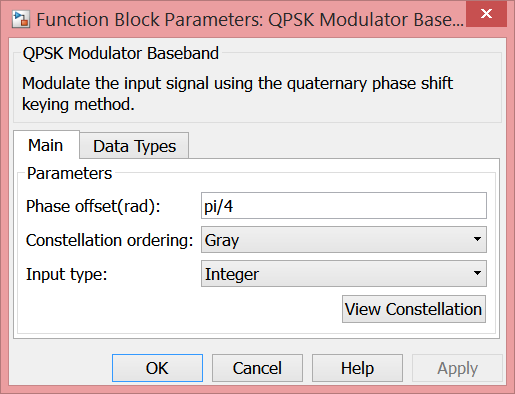 Function Block Parameters: QPSK Modulator Base...
QPSK Modulator Baseband
Modulate the input signal using the quaternary phase shift
keying method.
Main Data Types
Parameters
Phase offset(rad): pi/4
Constellation ordering: Gray
Input type: Integer
View Constellation
OK Cancel Help Apply